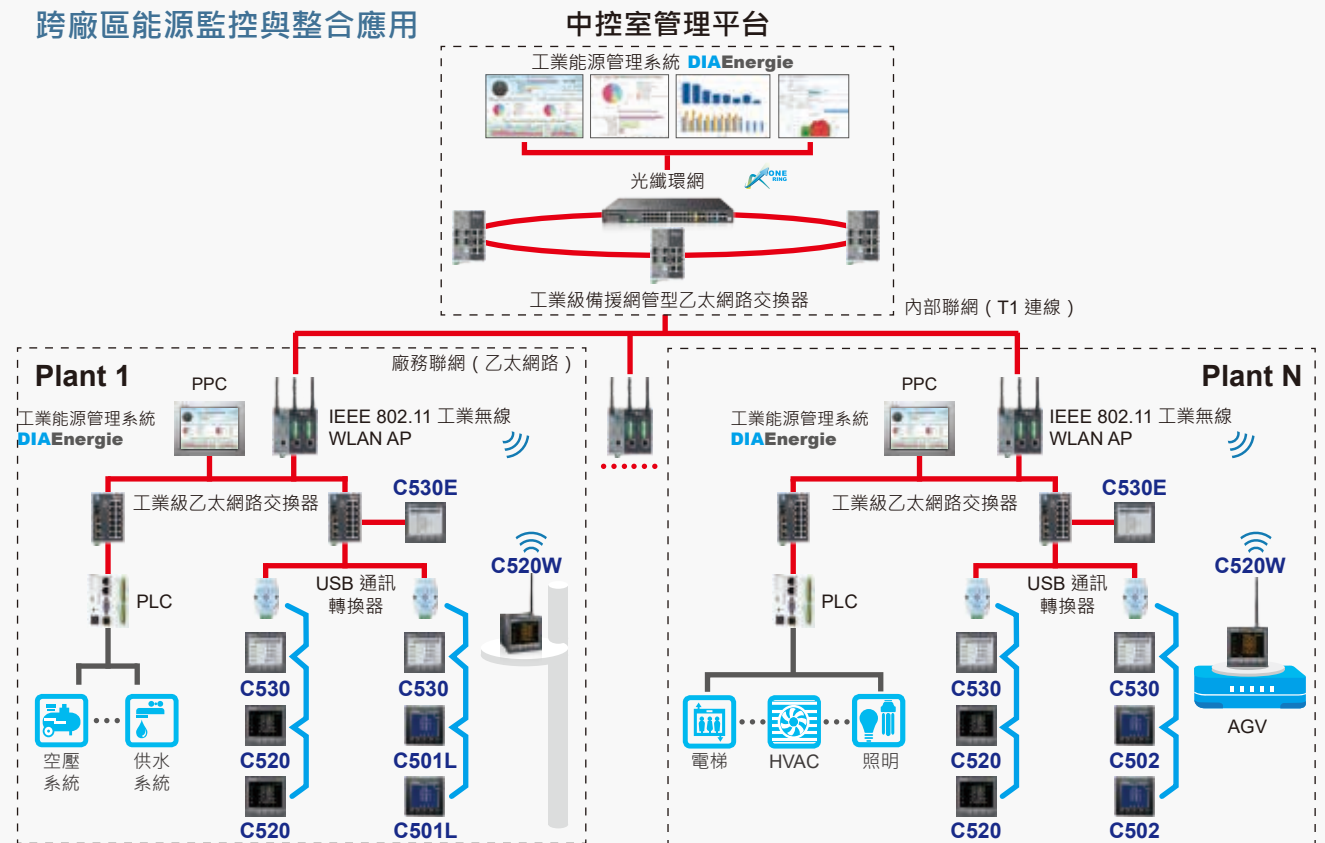 跨廠區能源監控與整合應用
中控室管理平台
工業能源管理系統 DIAEnergie
光纖環網
ONE
RING
工業級備援網管型乙太網路交換器
內部聯網 ( T1 連線 )
Plant 1
廠務聯網 ( 乙太網路 )
PPC
工業能源管理系統
DIAEnergie
IEEE 802.11 工業無線
WLAN AP
工業級乙太網路交換器
C530E
C520W
PLC
USB 通訊
轉換器
C530
C530
C520
C501L
C520
C501L
空壓
系統
供水
系統
Plant N
PPC
工業能源管理系統
DIAEnergie
IEEE 802.11 工業無線
WLAN AP
工業級乙太網路交換器
C530E
C520W
PLC
USB 通訊
轉換器
C530
C530
C520
C502
C520
C502
電梯
HVAC
照明
AGV